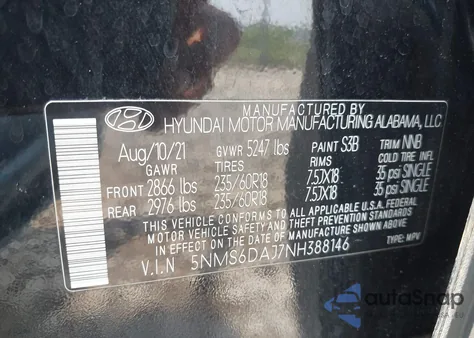 MANUFACTURED BY
HYUNDAI MOTOR MANUFACTURING ALABAMA, LLC
Aug/10/21 GVWR 5247 lbs PAINT S3B TRIM NNB
GAWR TIRES RIMS COLD TIRE INFL
FRONT 2866 lbs 235/60R18 7.5JX18 35 psi SINGLE
REAR 2976 lbs 235/60R18 7.5JX18 35 psi SINGLE
THIS VEHICLE CONFORMS TO ALL APPLICABLE U.S.A. FEDERAL
MOTOR VEHICLE SAFETY AND THEFT PREVENTION STANDARDS
IN EFFECT ON THE DATE OF MANUFACTURE SHOWN ABOVE.
V.I.N 5NMS6DAJ7NH388146 TYPE: MPV
autoSnap